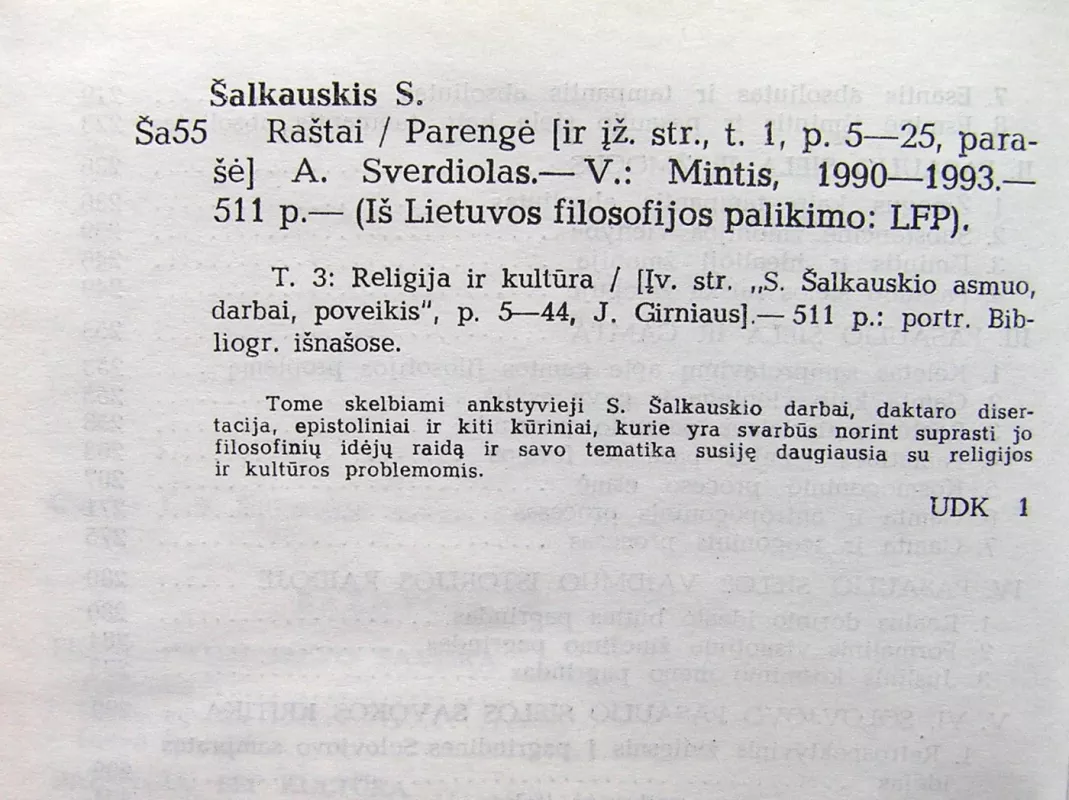 Šalkauskis S.
Ša55 Raštai / Parengė [ir įž. str., t. 1, p. 5—25, para-
šė] A. Sverdiolas.— V.: Mintis, 1990—1993.—
511 p.— (Iš Lietuvos filosofijos palikimo: LFP).
T. 3: Religija ir kultūra / [Įv. str. „S. Šalkauskio asmuo,
darbai, poveikis", p. 5—44, J. Girniaus].— 511 p.: portr. Bib-
liogr. išnašose.
Tome skelbiami ankstyvieji S. Šalkauskio darbai, daktaro diser-
tacija, epistoliniai ir kiti kūriniai, kurie yra svarbūs norint suprasti jo
filosofinių idėjų raidą ir savo tematika susiję daugiausia su religijos
ir kultūros problemomis.
UDK 1